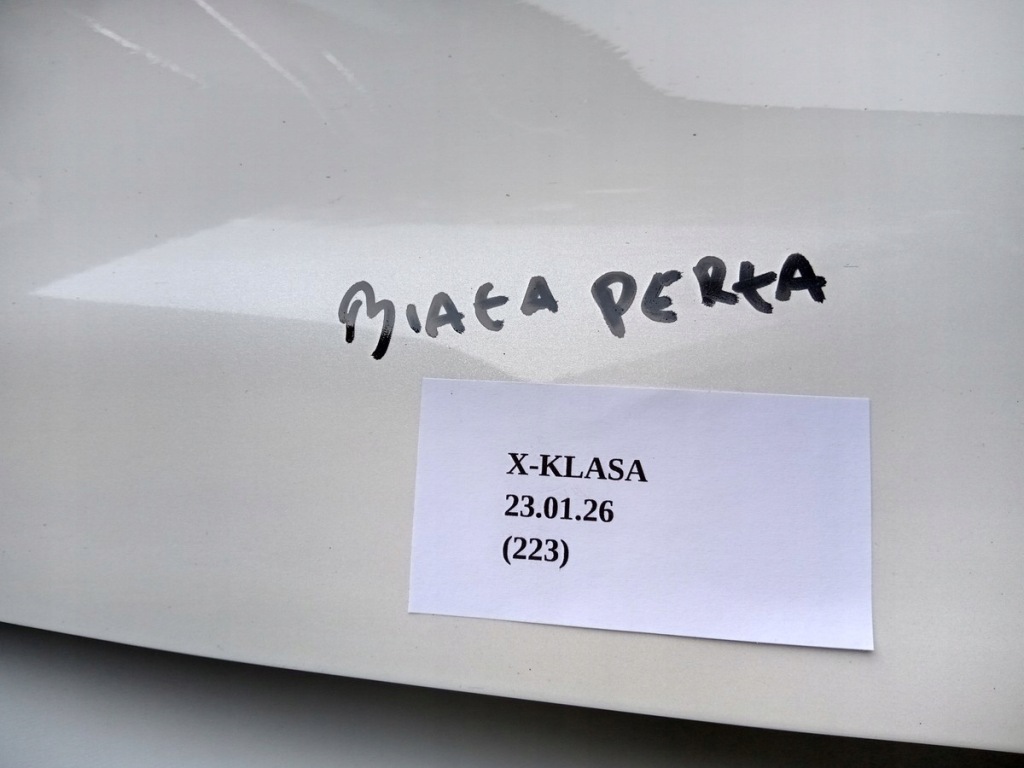 BIAŁA PERŁA
X-KLASA
23.01.26
(223)